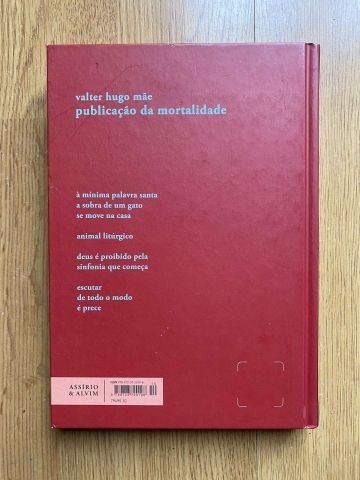 valter hugo mãe
publicação da mortalidade
à mínima palavra santa
a sobra de um gato
se move na casa
animal litúrgico
deus é proibido pela
sinfonia que começa
escutar
de todo o modo
é prece
ASSÍRIO
& ALVIM